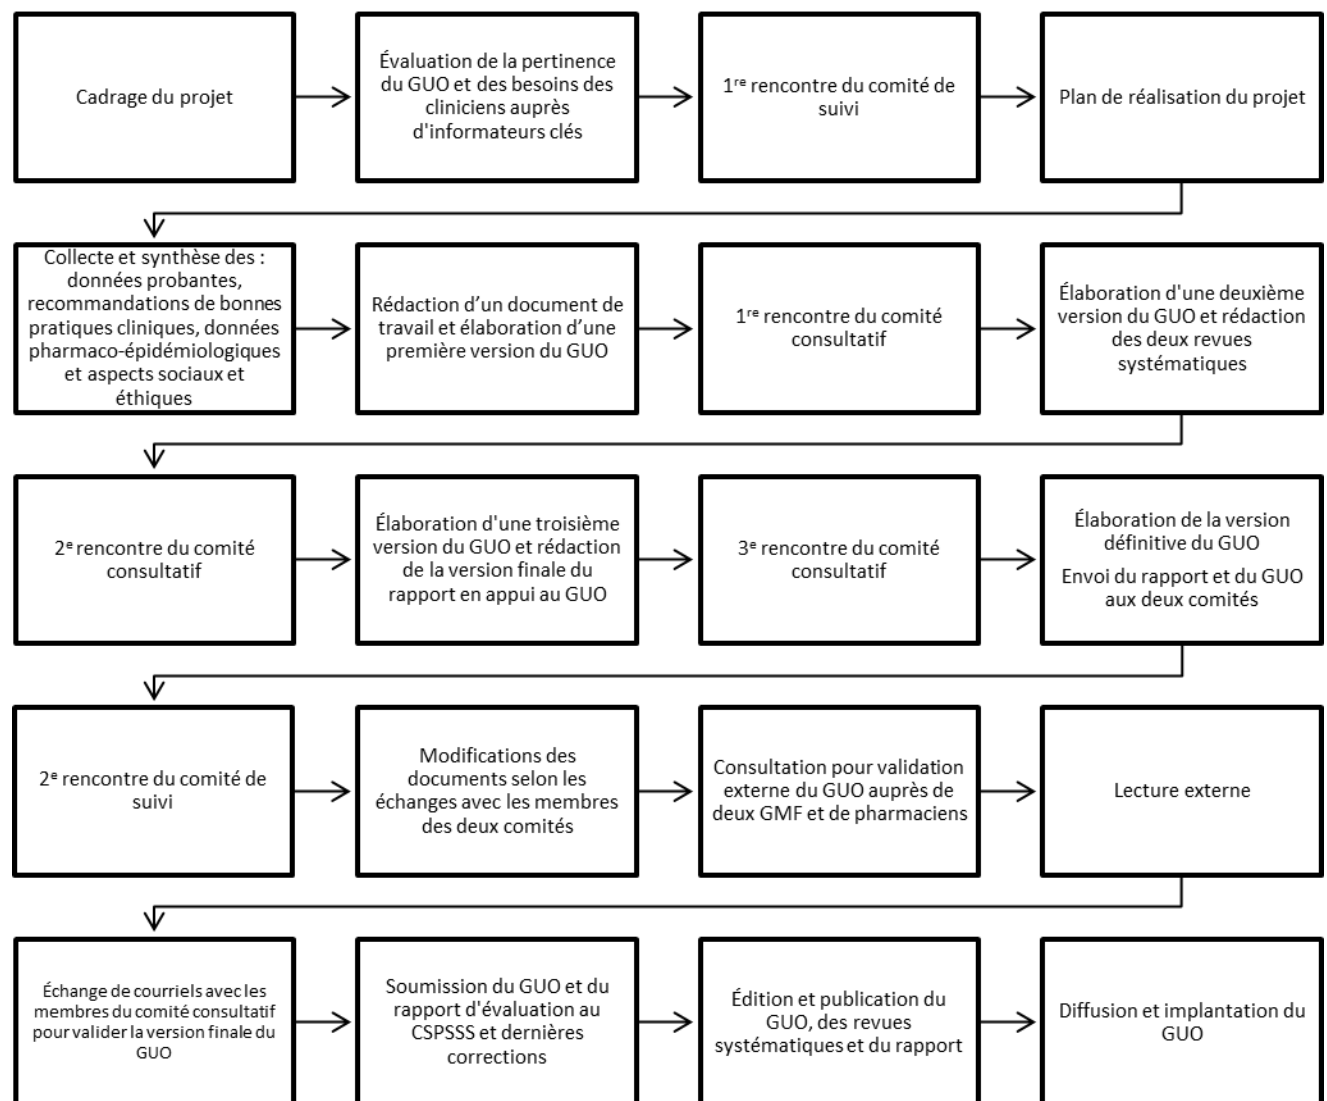 Cadrage du projet
Évaluation de la pertinence
du GUO et des besoins des
cliniciens auprès
d'informateurs clés
1re rencontre du comité de
suivi
Plan de réalisation du projet
Collecte et synthèse des :
données probantes,
recommandations de bonnes
pratiques cliniques, données
pharmaco-épidémiologiques
et aspects sociaux et
éthiques
Rédaction d’un document de
travail et élaboration d’une
première version du GUO
1re rencontre du comité
consultatif
Élaboration d'une deuxième
version du GUO et rédaction
des deux revues
systématiques
2e rencontre du comité
consultatif
Élaboration d'une troisième
version du GUO et rédaction
de la version finale du
rapport en appui au GUO
3e rencontre du comité
consultatif
Élaboration de la version
définitive du GUO
Envoi du rapport et du GUO
aux deux comités
2e rencontre du comité de
suivi
Modifications des
documents selon les
échanges avec les membres
des deux comités
Consultation pour validation
externe du GUO auprès de
deux GMF et de pharmaciens
Lecture externe
Échange de courriels avec les
membres du comité consultatif
pour valider la version finale du
GUO
Soumission du GUO et du
rapport d'évaluation au
CSPSSS et dernières
corrections
Édition et publication du
GUO, des revues
systématiques et du rapport
Diffusion et implantation du
GUO